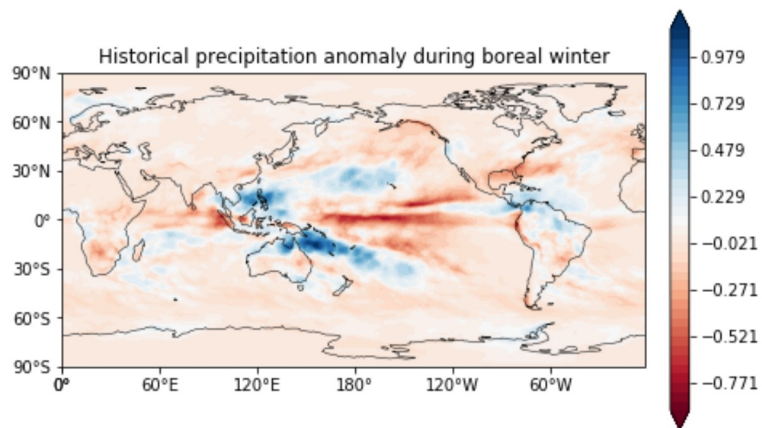 Historical precipitation anomaly during boreal winter
90°N
60°N
30°N
0°
30°S
60°S
90°S
0° 60°E 120°E 180° 120°W 60°W
0.979
0.729
0.479
0.229
−0.021
−0.271
−0.521
−0.771